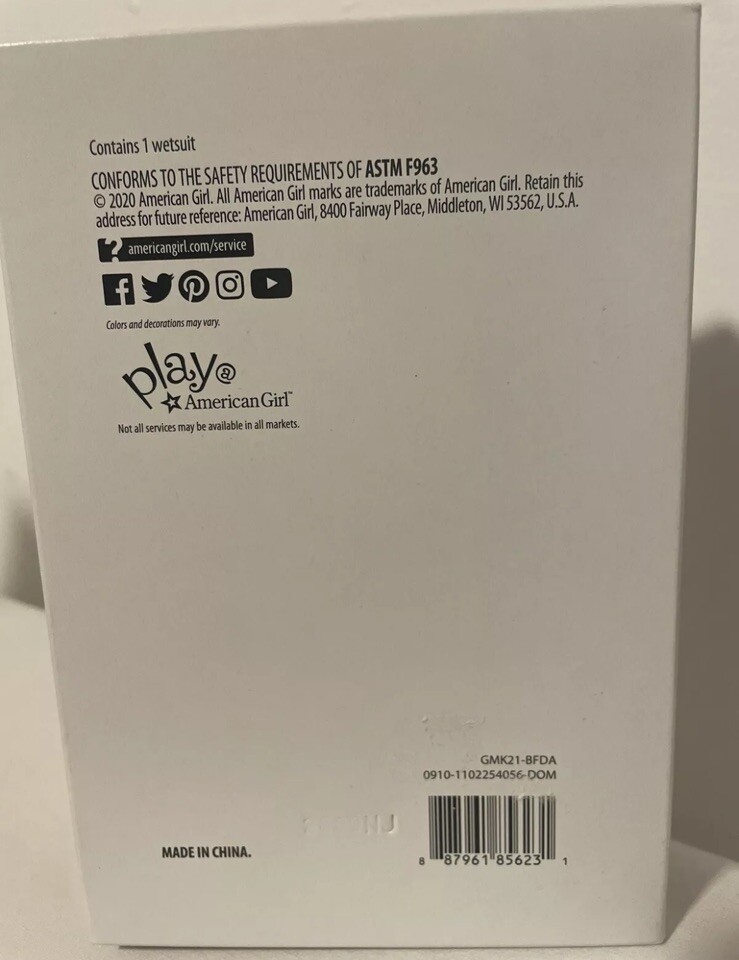 Contains 1 wetsuit
CONFORMS TO THE SAFETY REQUIREMENTS OF ASTM F963
© 2020 American Girl. All American Girl marks are trademarks of American Girl. Retain this
address for future reference: American Girl, 8400 Fairway Place, Middleton, WI 53562, U.S.A.
? americangirl.com/service
Colors and decorations may vary.
play@
American Girl™
Not all services may be available in all markets.
GMK21-BFDA
0910-1102254056-DOM
MADE IN CHINA.
8 87961 85623 1